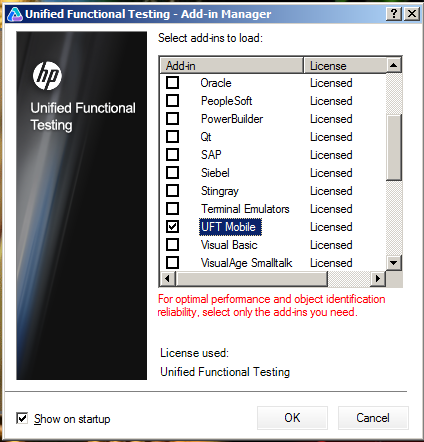 Unified Functional Testing - Add-in Manager
Select add-ins to load:
hp
Unified Functional
Testing
Add-in License
Oracle Licensed
PeopleSoft Licensed
PowerBuilder Licensed
Qt Licensed
SAP Licensed
Siebel Licensed
Stingray Licensed
Terminal Emulators Licensed
UFT Mobile Licensed
Visual Basic Licensed
VisualAge Smalltalk Licensed
For optimal performance and object identification
reliability, select only the add-ins you need.
License used:
Unified Functional Testing
Show on startup
OK Cancel